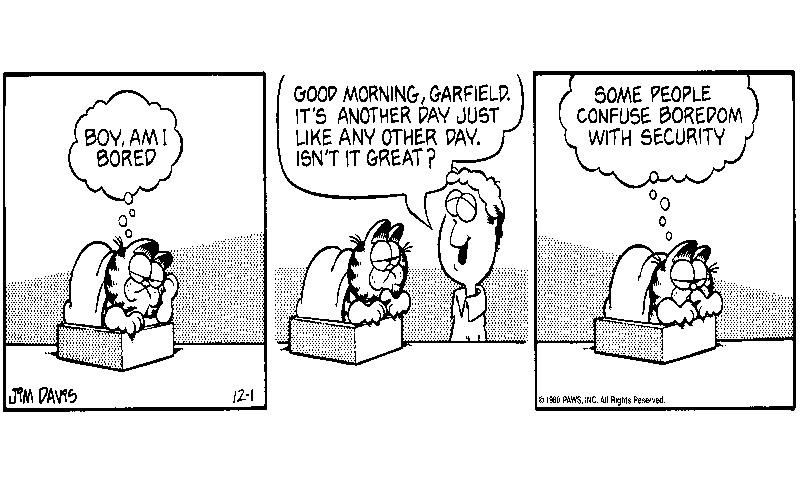 BOY, AM I
BORED
JIM DAVIS
12-1
GOOD MORNING, GARFIELD.
IT'S ANOTHER DAY JUST
LIKE ANY OTHER DAY.
ISN'T IT GREAT?
SOME PEOPLE
CONFUSE BOREDOM
WITH SECURITY
© 1980 PAWS, INC. All Rights Reserved.